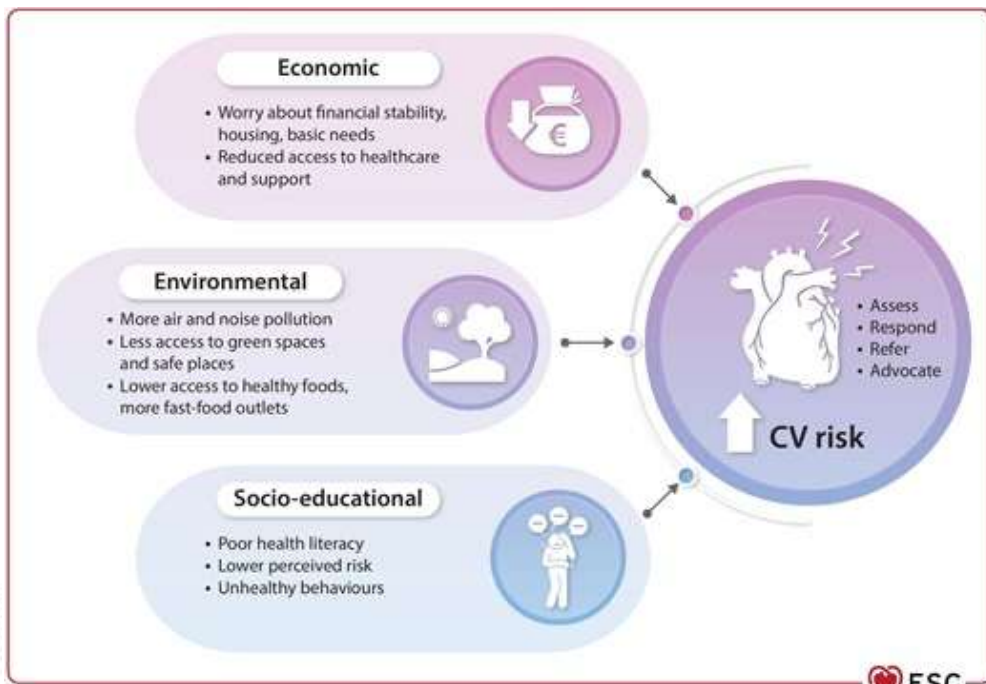 Economic
• Worry about financial stability,
housing, basic needs
• Reduced access to healthcare
and support
€
Environmental
• More air and noise pollution
• Less access to green spaces
and safe places
• Lower access to healthy foods,
more fast-food outlets
Socio-educational
• Poor health literacy
• Lower perceived risk
• Unhealthy behaviours
• Assess
• Respond
• Refer
• Advocate
CV risk
ESC